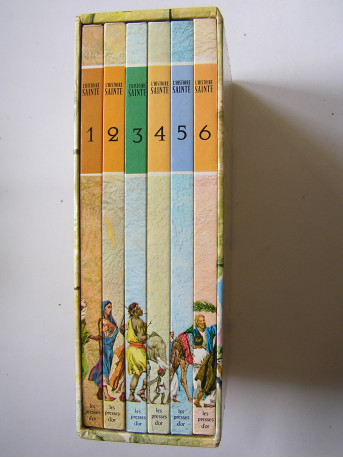 L'HISTOIRE
SAINTE
1
les
presses
d'or
L'HISTOIRE
SAINTE
2
les
presses
d'or
L'HISTOIRE
SAINTE
3
les
presses
d'or
L'HISTOIRE
SAINTE
4
les
presses
d'or
L'HISTOIRE
SAINTE
5
les
presses
d'or
L'HISTOIRE
SAINTE
6
les
presses
d'or